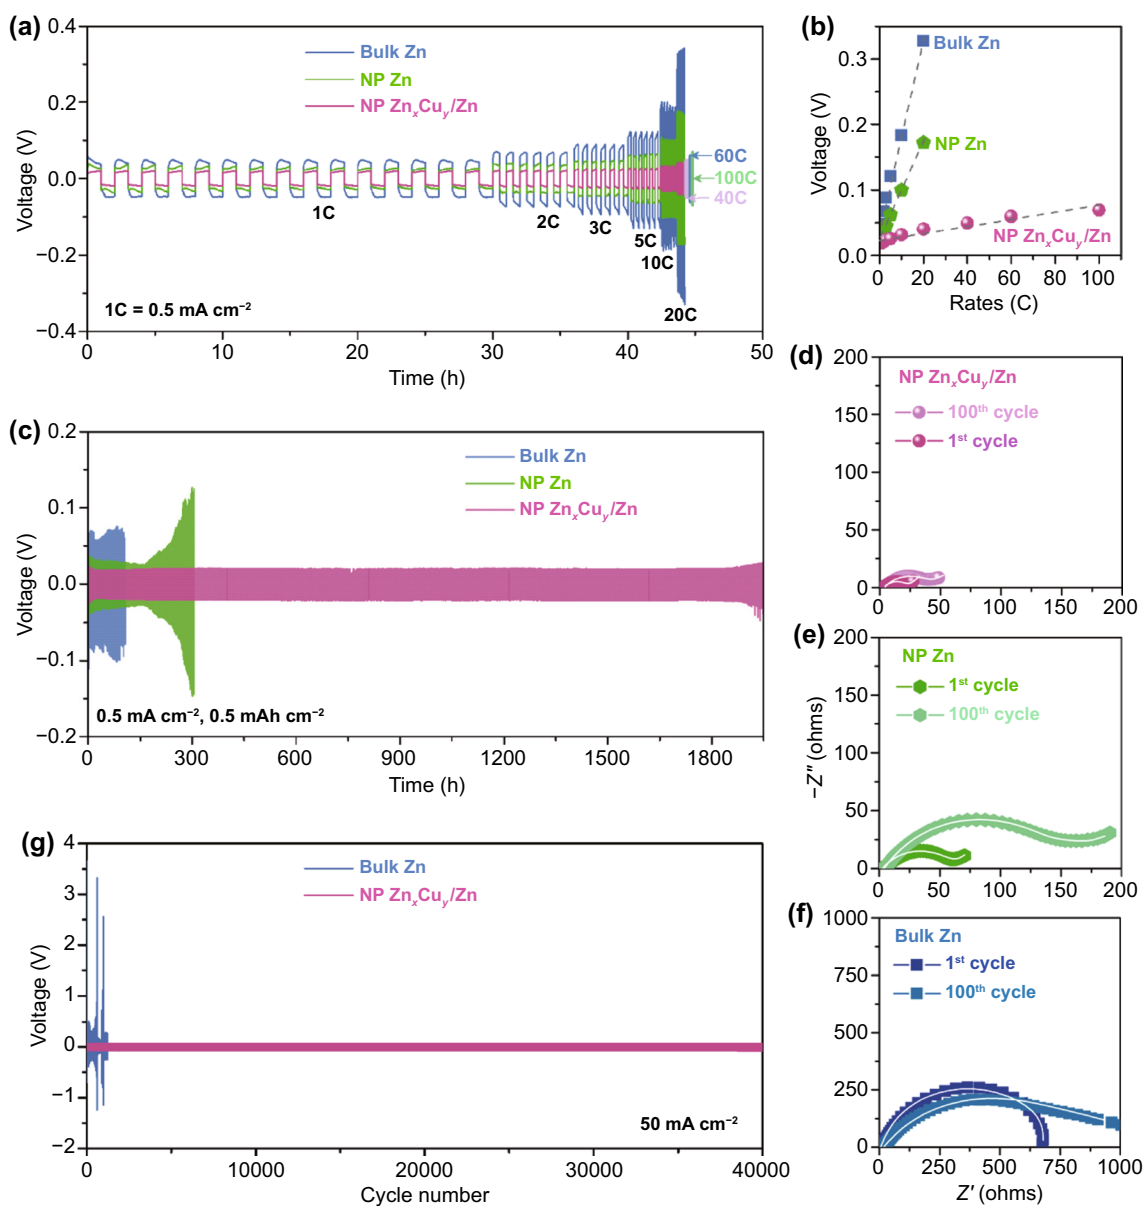 (a)
0.4
0.2
0.0
−0.2
−0.4
Voltage (V)
Bulk Zn
NP Zn
NP ZnxCuy/Zn
60C
100C
40C
1C
2C
3C
5C
10C
20C
1C = 0.5 mA cm⁻²
0 10 20 30 40 50
Time (h)
(b)
0.3
0.2
0.1
0.0
Voltage (V)
Bulk Zn
NP Zn
NP ZnxCuy/Zn
0 20 40 60 80 100
Rates (C)
(c)
0.2
0.1
0.0
−0.1
−0.2
Voltage (V)
Bulk Zn
NP Zn
NP ZnxCuy/Zn
0.5 mA cm⁻², 0.5 mAh cm⁻²
0 300 600 900 1200 1500 1800
Time (h)
(d)
200
150
100
50
0
NP ZnxCuy/Zn
100th cycle
1st cycle
0 50 100 150 200
(e)
200
150
100
50
0
−Z″ (ohms)
NP Zn
1st cycle
100th cycle
0 50 100 150 200
(f)
1000
750
500
250
0
Bulk Zn
1st cycle
100th cycle
0 250 500 750 1000
Z′ (ohms)
(g)
4
3
2
1
0
−1
−2
Voltage (V)
Bulk Zn
NP ZnxCuy/Zn
50 mA cm⁻²
0 10000 20000 30000 40000
Cycle number